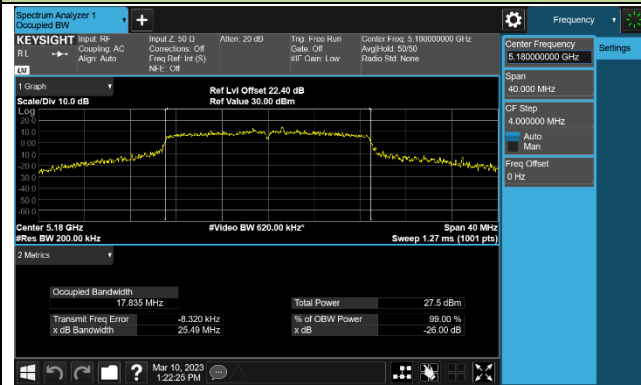 Spectrum Analyzer 1
Occupied BW
+
Frequency
KEYSIGHT
RL
LXI
Input: RF
Coupling: AC
Align: Auto
Input Z: 50 Ω
Corrections: Off
Freq Ref: Int (S)
NFE: Off
Atten: 20 dB
Trig: Free Run
Gate: Off
#IF Gain: Low
Center Freq: 5.180000000 GHz
Avg|Hold: 50/50
Radio Std: None
Center Frequency
5.180000000 GHz
Settings
Span
40.000 MHz
CF Step
4.000000 MHz
Auto
Man
Freq Offset
0 Hz
1 Graph
Scale/Div 10.0 dB
Ref Lvl Offset 22.40 dB
Ref Value 30.00 dBm
Log
20.0
10.0
0.00
-10.0
-20.0
-30.0
-40.0
-50.0
-60.0
Center 5.18 GHz
#Res BW 200.00 kHz
#Video BW 620.00 kHz*
Span 40 MHz
Sweep 1.27 ms (1001 pts)
2 Metrics
Occupied Bandwidth
17.835 MHz
Total Power 27.5 dBm
Transmit Freq Error -8.320 kHz
% of OBW Power 99.00 %
x dB Bandwidth 25.49 MHz
x dB -26.00 dB
?
Mar 10, 2023
1:22:25 PM